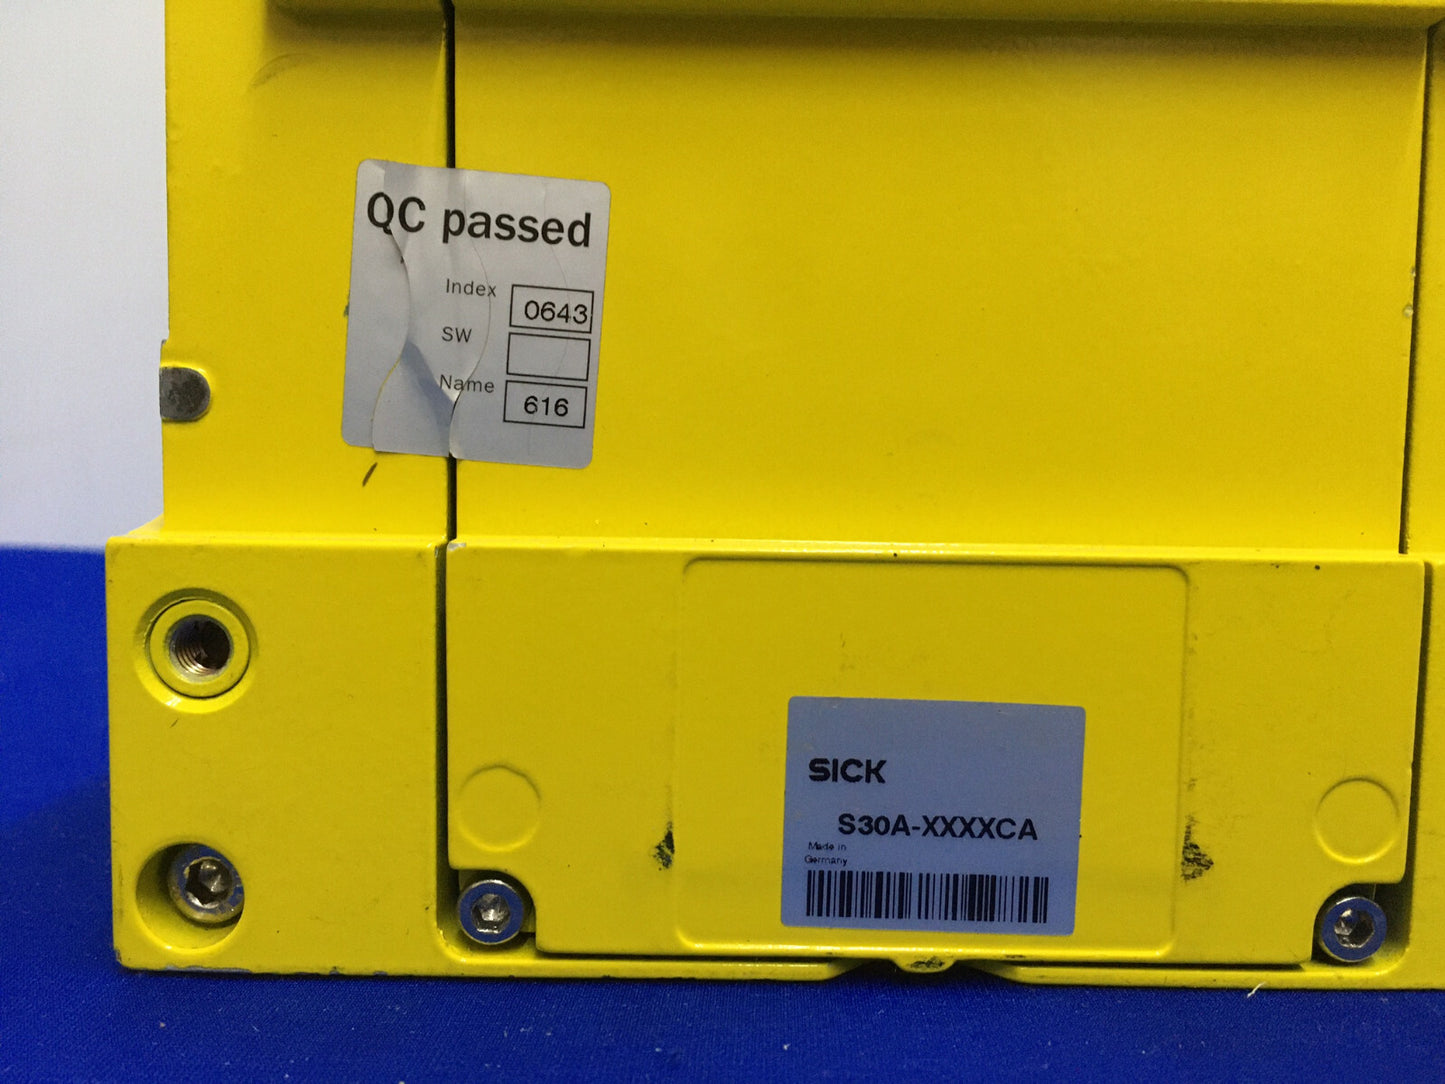 QC passed
Index 0643
SW
Name 616
SICK
S30A-XXXXCA
Made in
Germany